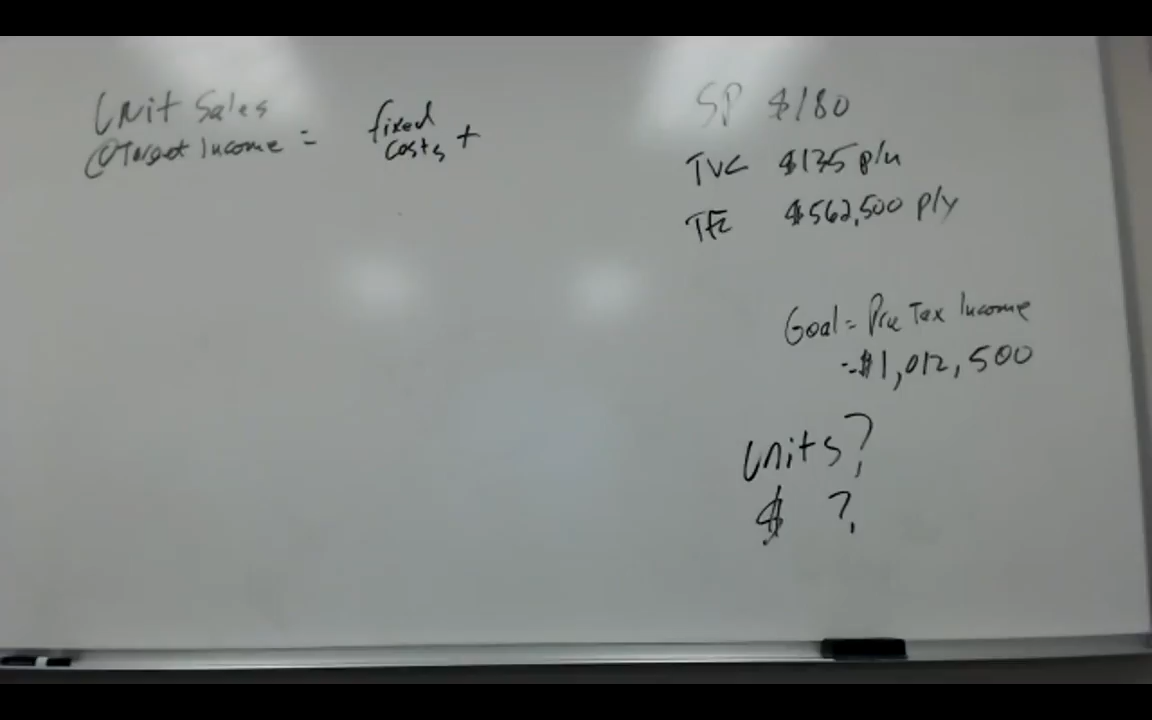 Unit Sales
@Target Income = fixed
costs +
SP $180
TVC $135 p/u
TFC $562,500 p/y
Goal = Pre Tax Income
= $1,012,500
Units?
$ ?